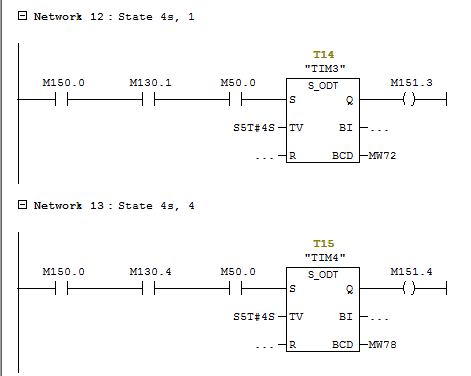 Network 12 : State 4s, 1
T14
"TIM3"
M150.0 M130.1 M50.0 S_ODT M151.3
S Q
S5T#4S TV BI ...
... R BCD MW72
Network 13 : State 4s, 4
T15
"TIM4"
M150.0 M130.4 M50.0 S_ODT M151.4
S Q
S5T#4S TV BI ...
... R BCD MW78